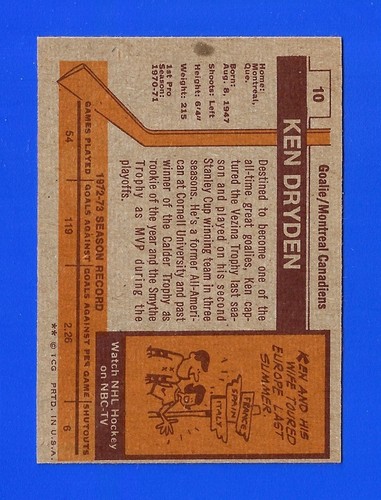 10
Goalie/Montreal Canadiens
KEN DRYDEN
Home:
Montreal,
Que.
Born:
Aug. 8, 1947
Shoots: Left
Height: 6'4"
Weight: 215
1st Pro
Season:
1970-71
Destined to become one of the
all-time great goalies, Ken cap-
tured the Vezina Trophy last sea-
son and played on his second
Stanley Cup winning team in three
seasons. He's a former All-Ameri-
can at Cornell University and past
winner of the Calder Trophy as
rookie of the year and the Smythe
Trophy as MVP during the
playoffs.
KEN AND HIS
WIFE TOURED
EUROPE LAST
SUMMER.
FRANCE
SPAIN
ITALY
Watch NHL Hockey
on NBC-TV
1972-73 SEASON RECORD
GAMES PLAYED GOALS AGAINST GOALS AGAINST PER GAME SHUTOUTS
54 119 2.26 6
** © TCG PRTD. IN U.S.A.